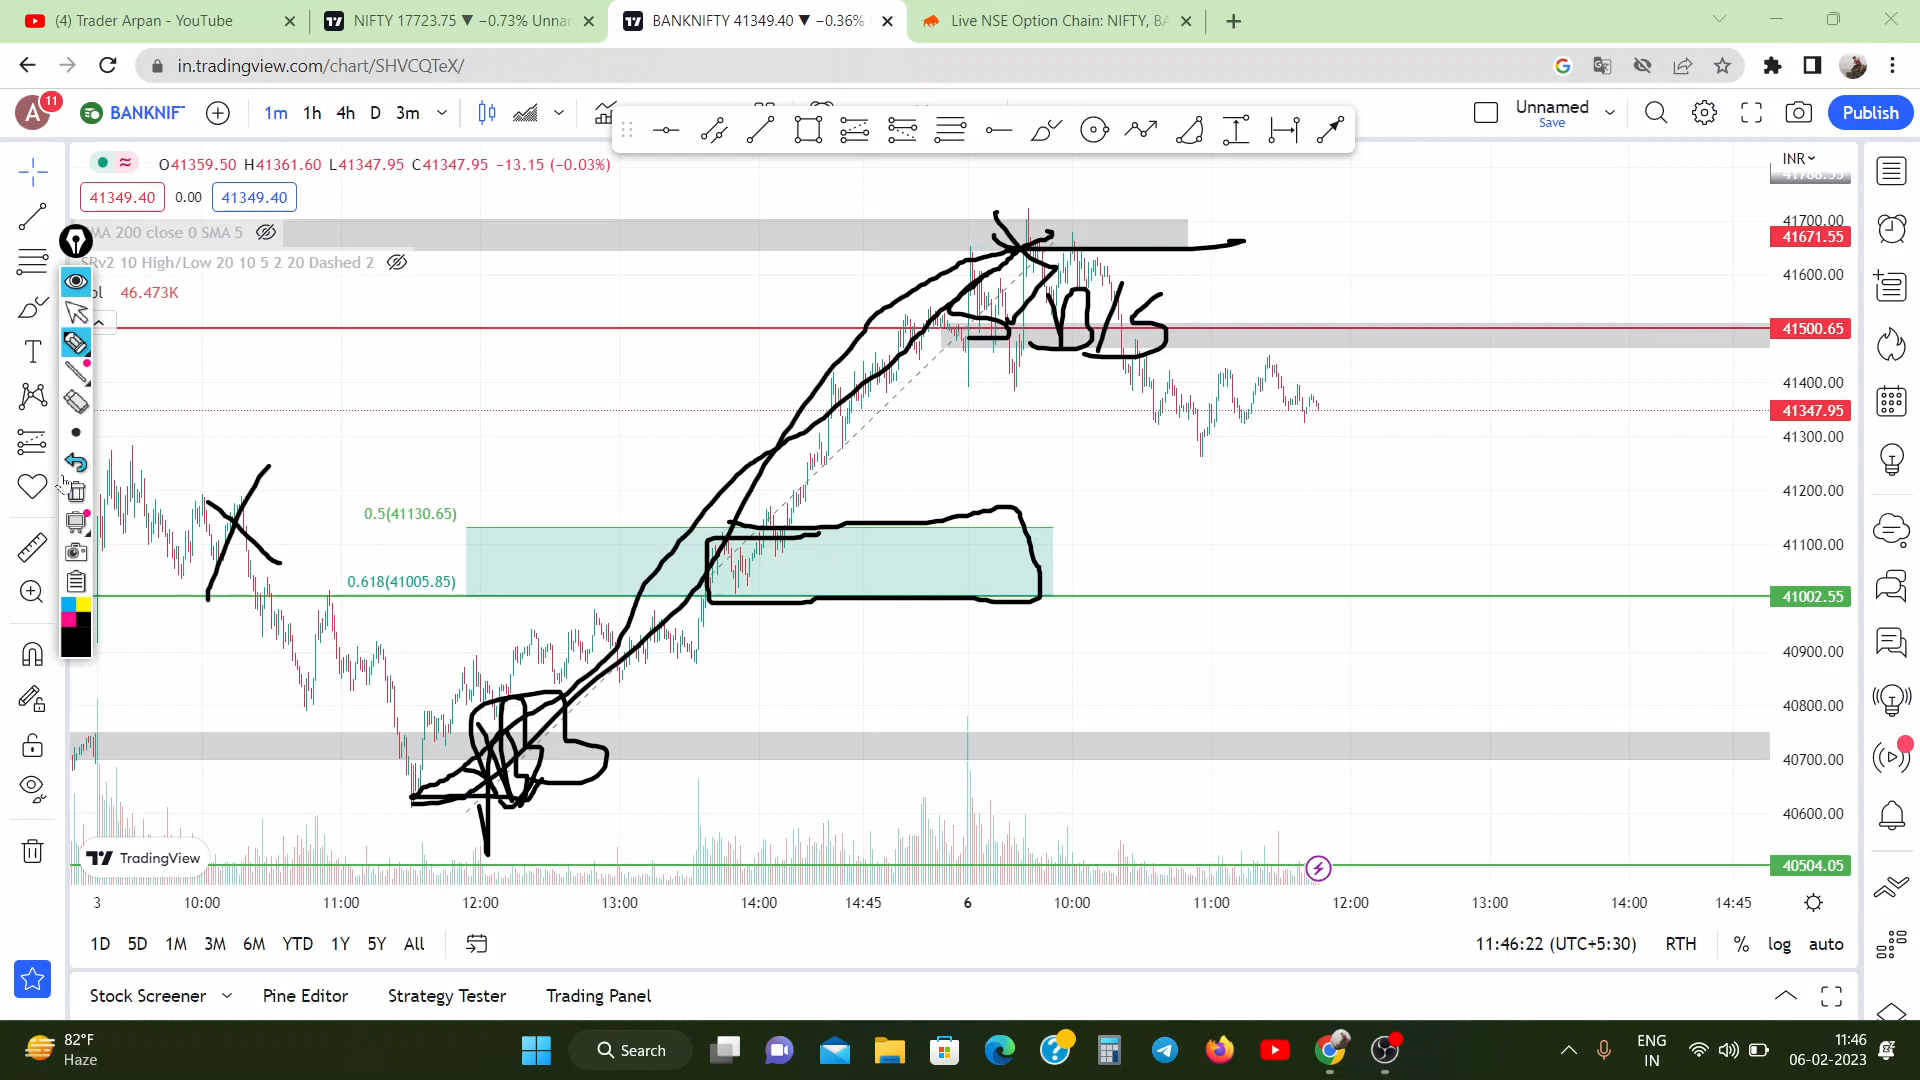 (4) Trader Arpan - YouTube
NIFTY 17723.75 ▼ −0.73% Unna
BANKNIFTY 41349.40 ▼ −0.36%
Live NSE Option Chain: NIFTY, BA
in.tradingview.com/chart/SHVCQTeX/
A 11 BANKNIF 1m 1h 4h D 3m Unnamed Save Publish
O41359.50 H41361.60 L41347.95 C41347.95 −13.15 (−0.03%)
INR
41349.40 0.00 41349.40
MA 200 close 0 SMA 5
SRv2 10 High/Low 20 10 5 2 20 Dashed 2
46.473K
41700.00
41671.55
41600.00
41500.65
41400.00
41347.95
41300.00
41200.00
0.5(41130.65)
41100.00
0.618(41005.85)
41002.55
40900.00
40800.00
40700.00
40600.00
40504.05
TradingView
3 10:00 11:00 12:00 13:00 14:00 14:45 6 10:00 11:00 12:00 13:00 14:00 14:45
1D 5D 1M 3M 6M YTD 1Y 5Y All 11:46:22 (UTC+5:30) RTH % log auto
Stock Screener Pine Editor Strategy Tester Trading Panel
82°F
Haze
Search
ENG
IN
11:46
06-02-2023